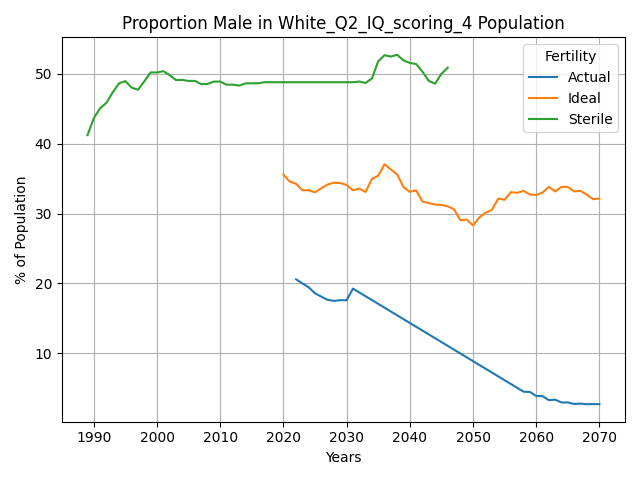 Proportion Male in White_Q2_IQ_scoring_4 Population
Fertility
Actual
Ideal
Sterile
% of Population
50
40
30
20
10
1990 2000 2010 2020 2030 2040 2050 2060 2070
Years